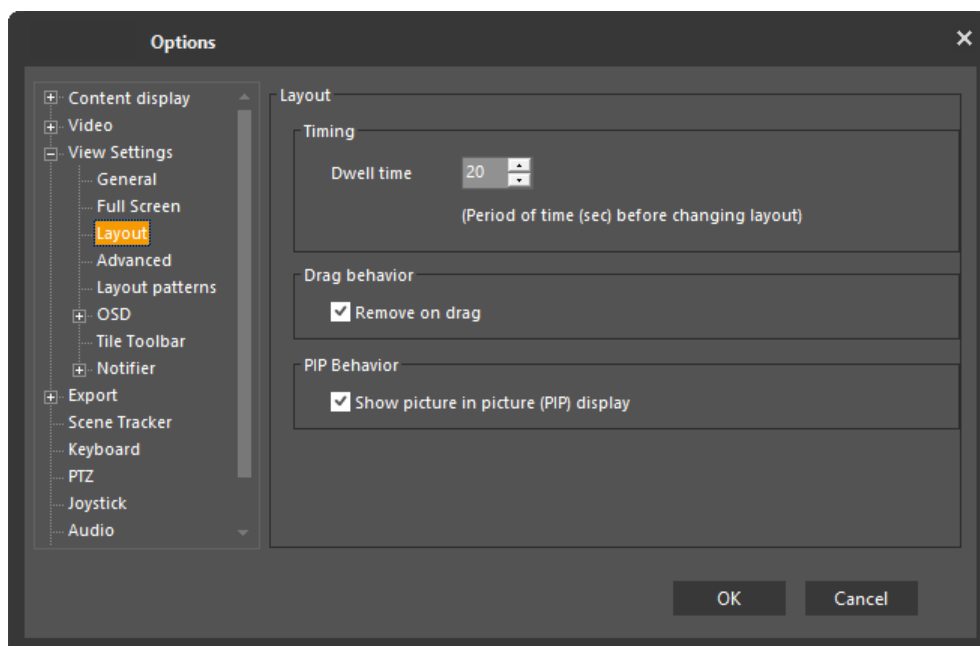 Options
Content display
Video
View Settings
General
Full Screen
Layout
Advanced
Layout patterns
OSD
Tile Toolbar
Notifier
Export
Scene Tracker
Keyboard
PTZ
Joystick
Audio
Layout
Timing
Dwell time 20
(Period of time (sec) before changing layout)
Drag behavior
Remove on drag
PIP Behavior
Show picture in picture (PIP) display
OK Cancel